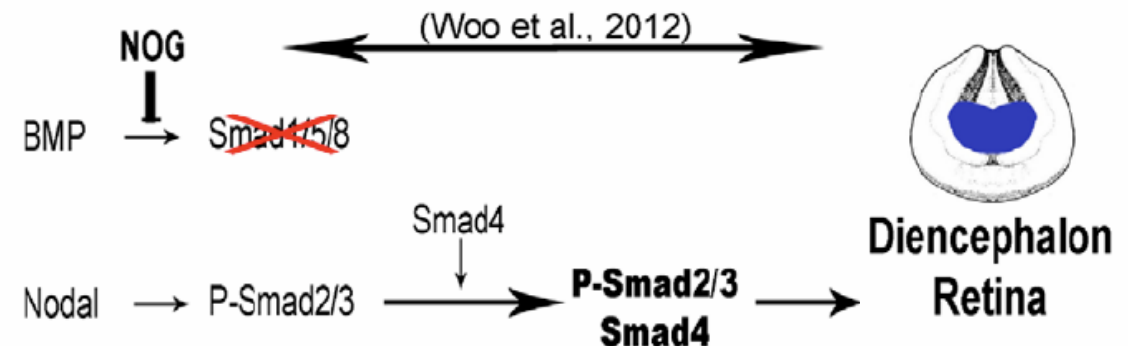 (Woo et al., 2012)
NOG
BMP
Smad1/5/8
Smad4
Nodal
P-Smad2/3
P-Smad2/3
Smad4
Diencephalon
Retina